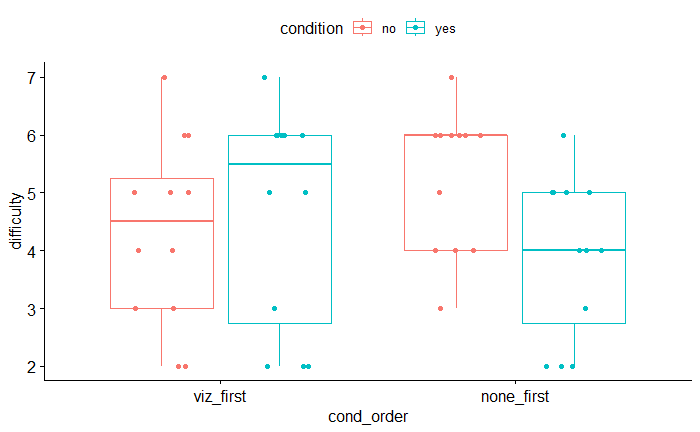 condition no yes
difficulty
7
6
5
4
3
2
viz_first none_first
cond_order